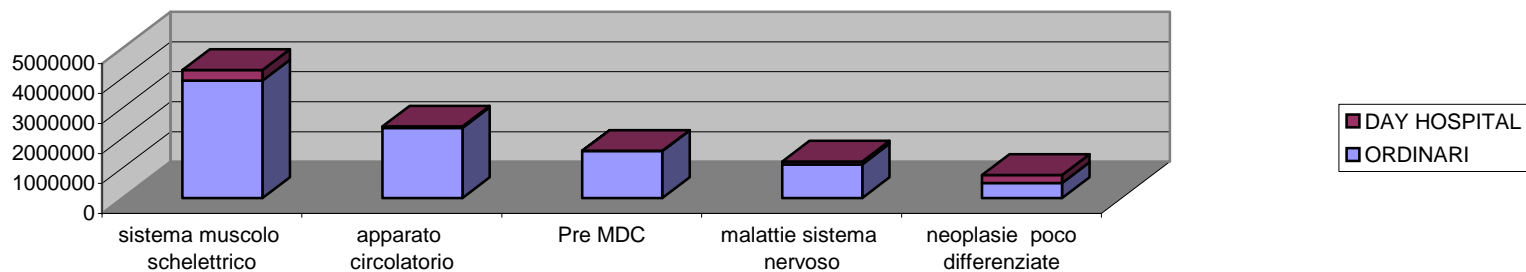 5000000
4000000
3000000
2000000
1000000
0
sistema muscolo
schelettrico
apparato
circolatorio
Pre MDC
malattie sistema
nervoso
neoplasie  poco
differenziate
DAY HOSPITAL
ORDINARI